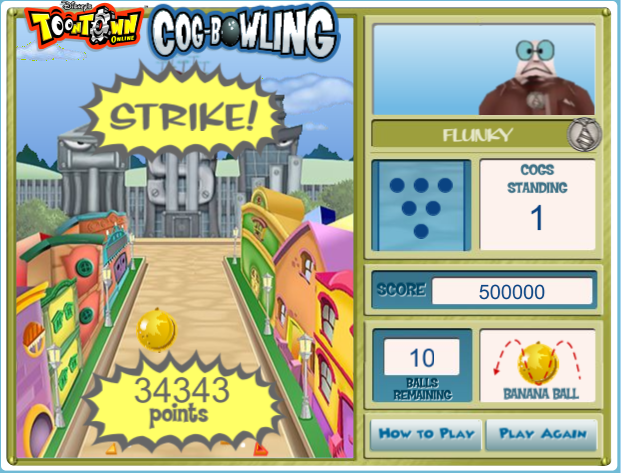 Disney's
TOONTOWN
ONLINE
COG-BOWLING
STRIKE!
34343
points
FLUNKY
COGS
STANDING
1
SCORE
500000
10
BALLS
REMAINING
BANANA BALL
HOW TO PLAY
PLAY AGAIN